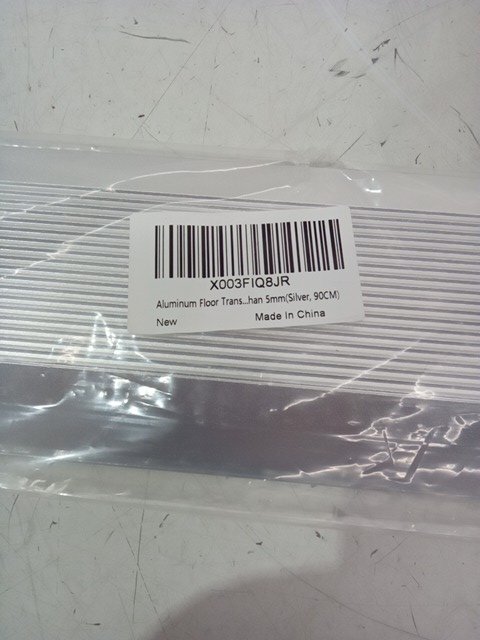 X003FIQ8JR
Aluminum Floor Trans...han 5mm(Silver, 90CM)
New
Made In China